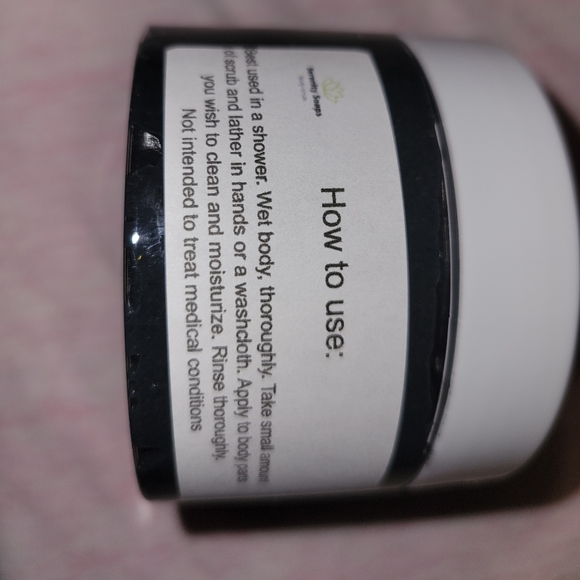 Serenity Soaps
How to use:
Best used in a shower. Wet body, thoroughly. Take small amount
of scrub and lather in hands or a washcloth. Apply to body parts
you wish to clean and moisturize. Rinse thoroughly.
Not intended to treat medical conditions